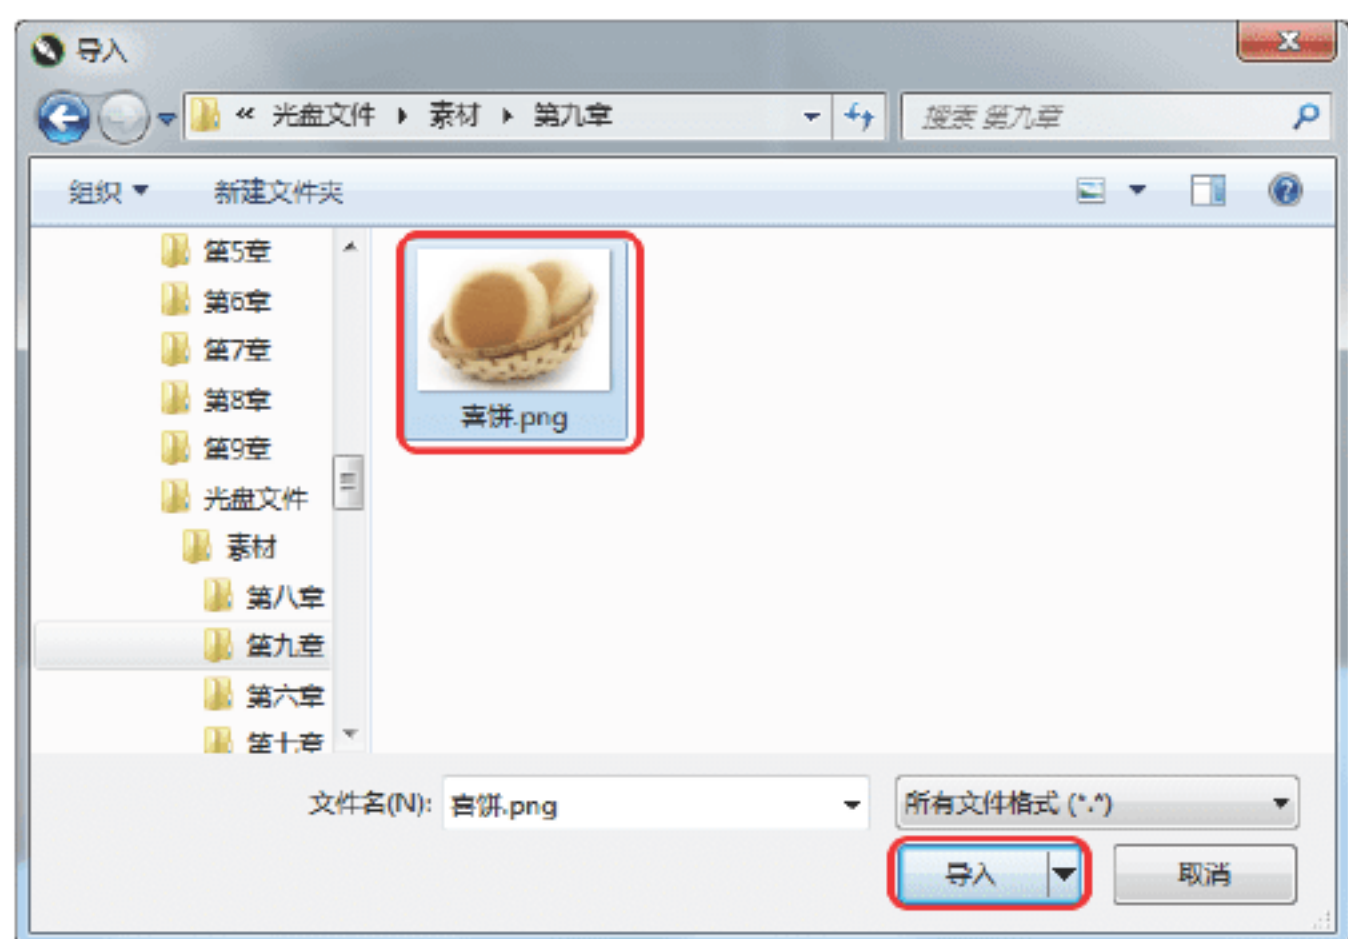 导入
« 光盘文件 ▸ 素材 ▸ 第九章
搜索 第九章
组织
新建文件夹
第5章
第6章
第7章
第8章
第9章
光盘文件
素材
第八章
第九章
第六章
第十章
喜饼.png
文件名(N): 喜饼.png
所有文件格式 (*.*)
导入
取消